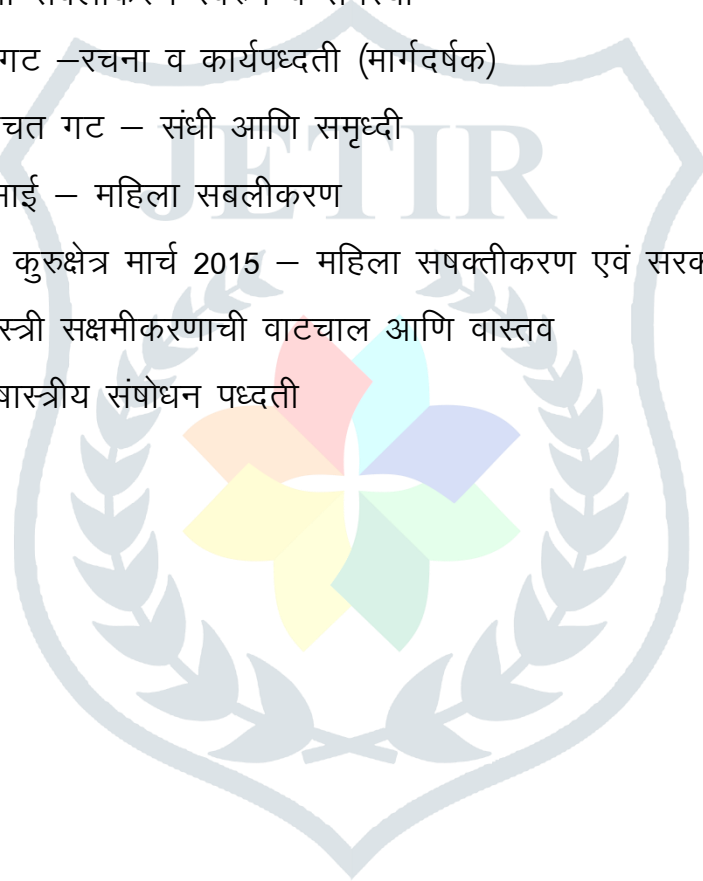 गट –रचना व कार्यपध्दती (मार्गदर्षक)
चत गट – संधी आणि समृध्दी
JETIR
– महिला सबलीकरण
कुरुक्षेत्र मार्च 2015 – महिला सषक्तीकरण एवं
स्त्री सक्षमीकरणाची वाटचाल आणि वास्तव
षास्त्रीय संषोधन पध्दती